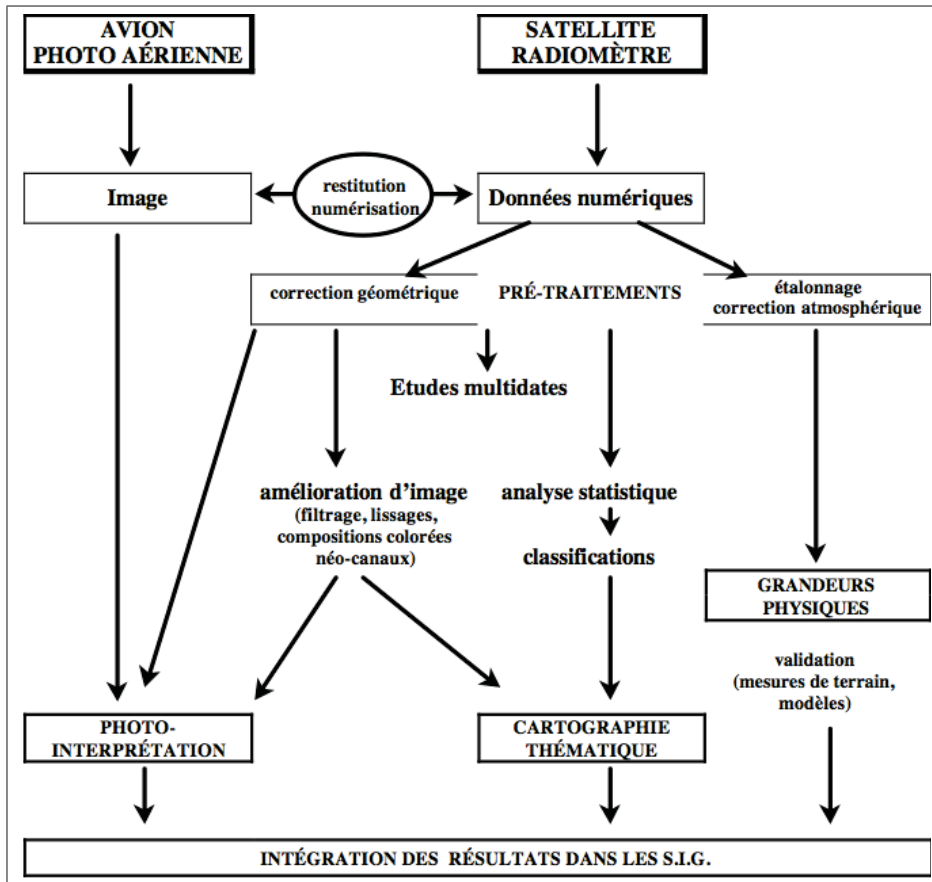 AVION
PHOTO AÉRIENNE
SATELLITE
RADIOMÈTRE
Image
restitution
numérisation
Données numériques
correction géométrique
PRÉ-TRAITEMENTS
étalonnage
correction atmosphérique
Etudes multidates
amélioration d'image
(filtrage, lissages,
compositions colorées
néo-canaux)
analyse statistique
classifications
GRANDEURS
PHYSIQUES
validation
(mesures de terrain,
modèles)
PHOTO-
INTERPRÉTATION
CARTOGRAPHIE
THÉMATIQUE
INTÉGRATION DES RÉSULTATS DANS LES S.I.G.